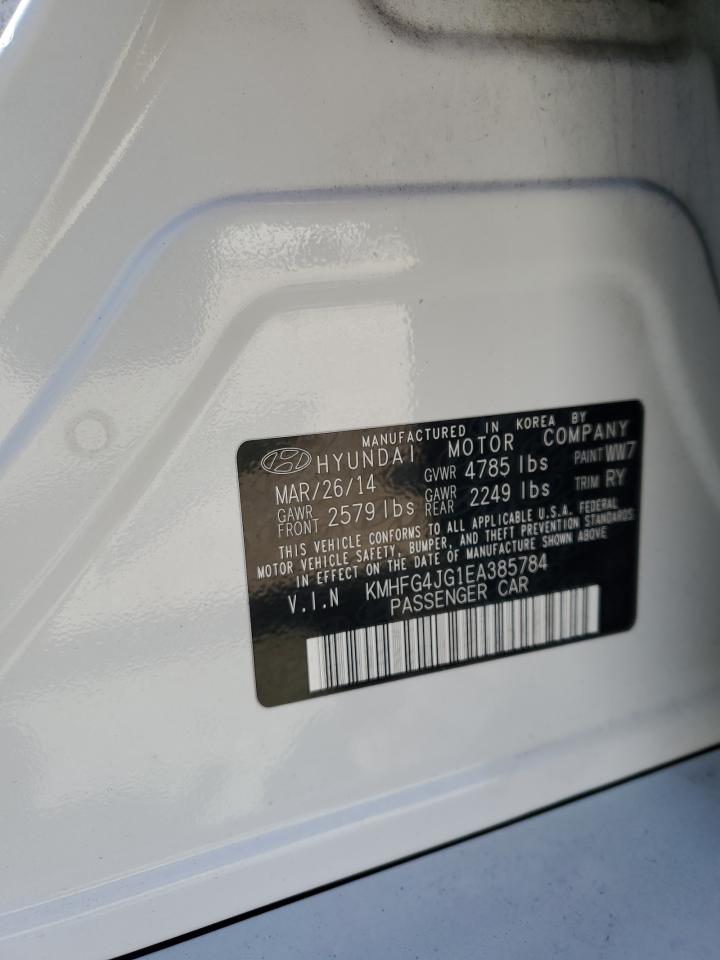 MANUFACTURED IN KOREA BY
HYUNDAI MOTOR COMPANY
MAR/26/14 GVWR 4785 lbs PAINT WW7
GAWR FRONT 2579 lbs GAWR REAR 2249 lbs TRIM RY
THIS VEHICLE CONFORMS TO ALL APPLICABLE U.S.A. FEDERAL
MOTOR VEHICLE SAFETY, BUMPER, AND THEFT PREVENTION STANDARDS
IN EFFECT ON THE DATE OF MANUFACTURE SHOWN ABOVE
V.I.N KMHFG4JG1EA385784
PASSENGER CAR